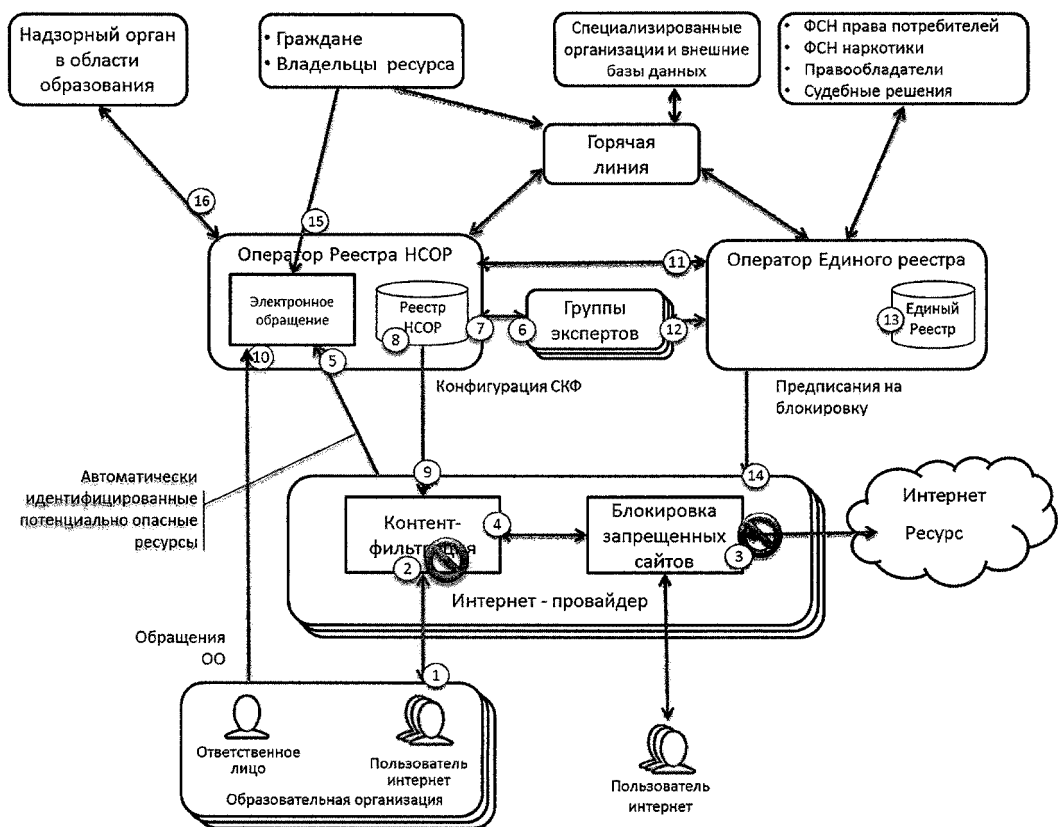 Надзорный орган
в области
образования
• Граждане
• Владельцы ресурса
Специализированные
организации и внешние
базы данных
• ФСН права потребителей
• ФСН наркотики
• Правообладатели
• Судебные решения
Горячая
линия
16
15
Оператор Реестра НСОР
11
Оператор Единого реестра
Электронное
обращение
Реестр
НСОР
8
7
6
Группы
экспертов
12
13
Единый
Реестр
10
5
Конфигурация СКФ
Предписания на
блокировку
Автоматически
идентифицированные
потенциально опасные
ресурсы
9
14
Контент-
фильтрация
2
4
Блокировка
запрещенных
сайтов
3
Интернет
Ресурс
Интернет - провайдер
Обращения
ОО
1
Ответственное
лицо
Пользователь
интернет
Образовательная организация
Пользователь
интернет